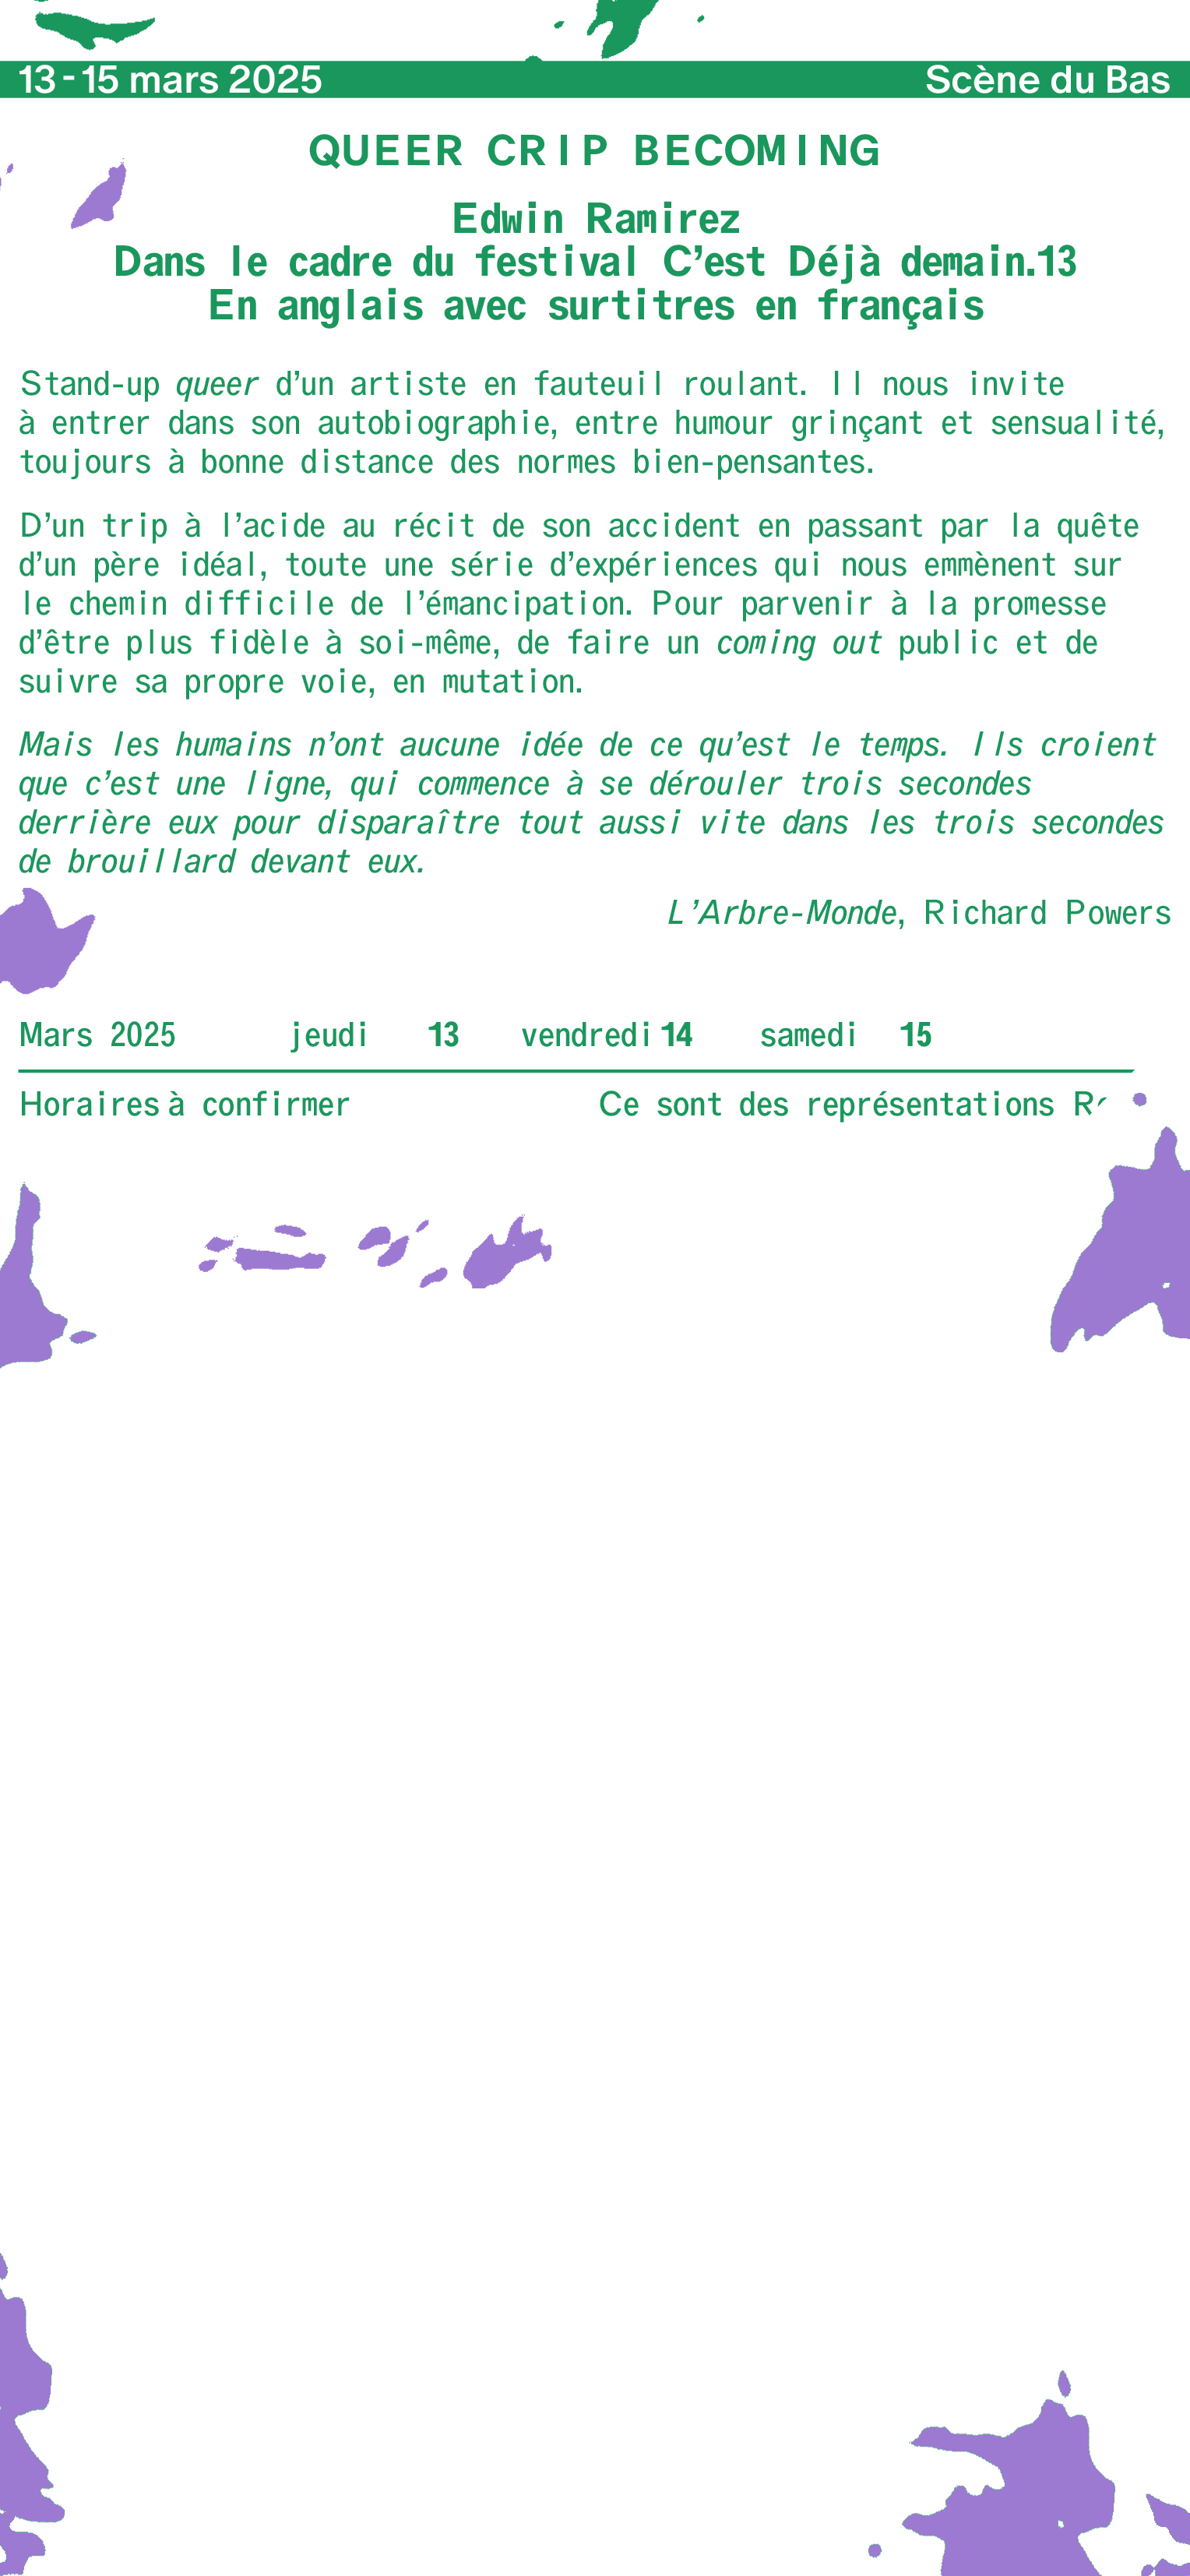 13-15 mars 2025 Scène du Bas
QUEER CRIP BECOMING
Edwin Ramirez
Dans le cadre du festival C’est Déjà demain.13
En anglais avec surtitres en français
Stand-up queer d’un artiste en fauteuil roulant. Il nous invite
à entrer dans son autobiographie, entre humour grinçant et sensualité,
toujours à bonne distance des normes bien-pensantes.
D’un trip à l’acide au récit de son accident en passant par la quête
d’un père idéal, toute une série d’expériences qui nous emmènent sur
le chemin difficile de l’émancipation. Pour parvenir à la promesse
d’être plus fidèle à soi-même, de faire un coming out public et de
suivre sa propre voie, en mutation.
Mais les humains n’ont aucune idée de ce qu’est le temps. Ils croient
que c’est une ligne, qui commence à se dérouler trois secondes
derrière eux pour disparaître tout aussi vite dans les trois secondes
de brouillard devant eux.
L’Arbre-Monde, Richard Powers
Mars 2025 jeudi 13 vendredi 14 samedi 15
Horaires à confirmer Ce sont des représentations